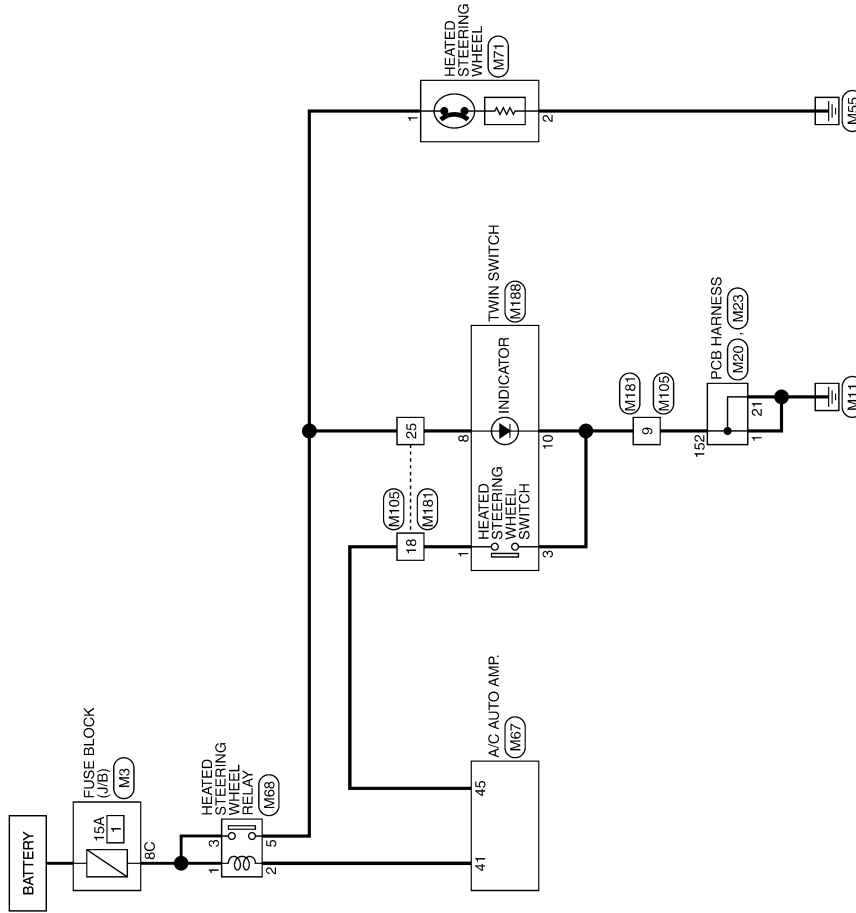 HEATED
STEERING
WHEEL
M71
1
2
M55
TWIN SWITCH
M188
INDICATOR
8
10
25
M105
M181
18
HEATED
STEERING
WHEEL
SWITCH
1
3
M181
M105
9
PCB HARNESS
M20 , M23
152
1
21
M11
A/C AUTO AMP.
M67
45
41
HEATED
STEERING
WHEEL
RELAY
M68
3
5
1
2
FUSE BLOCK
(J/B)
M3
15A
1
8C
BATTERY